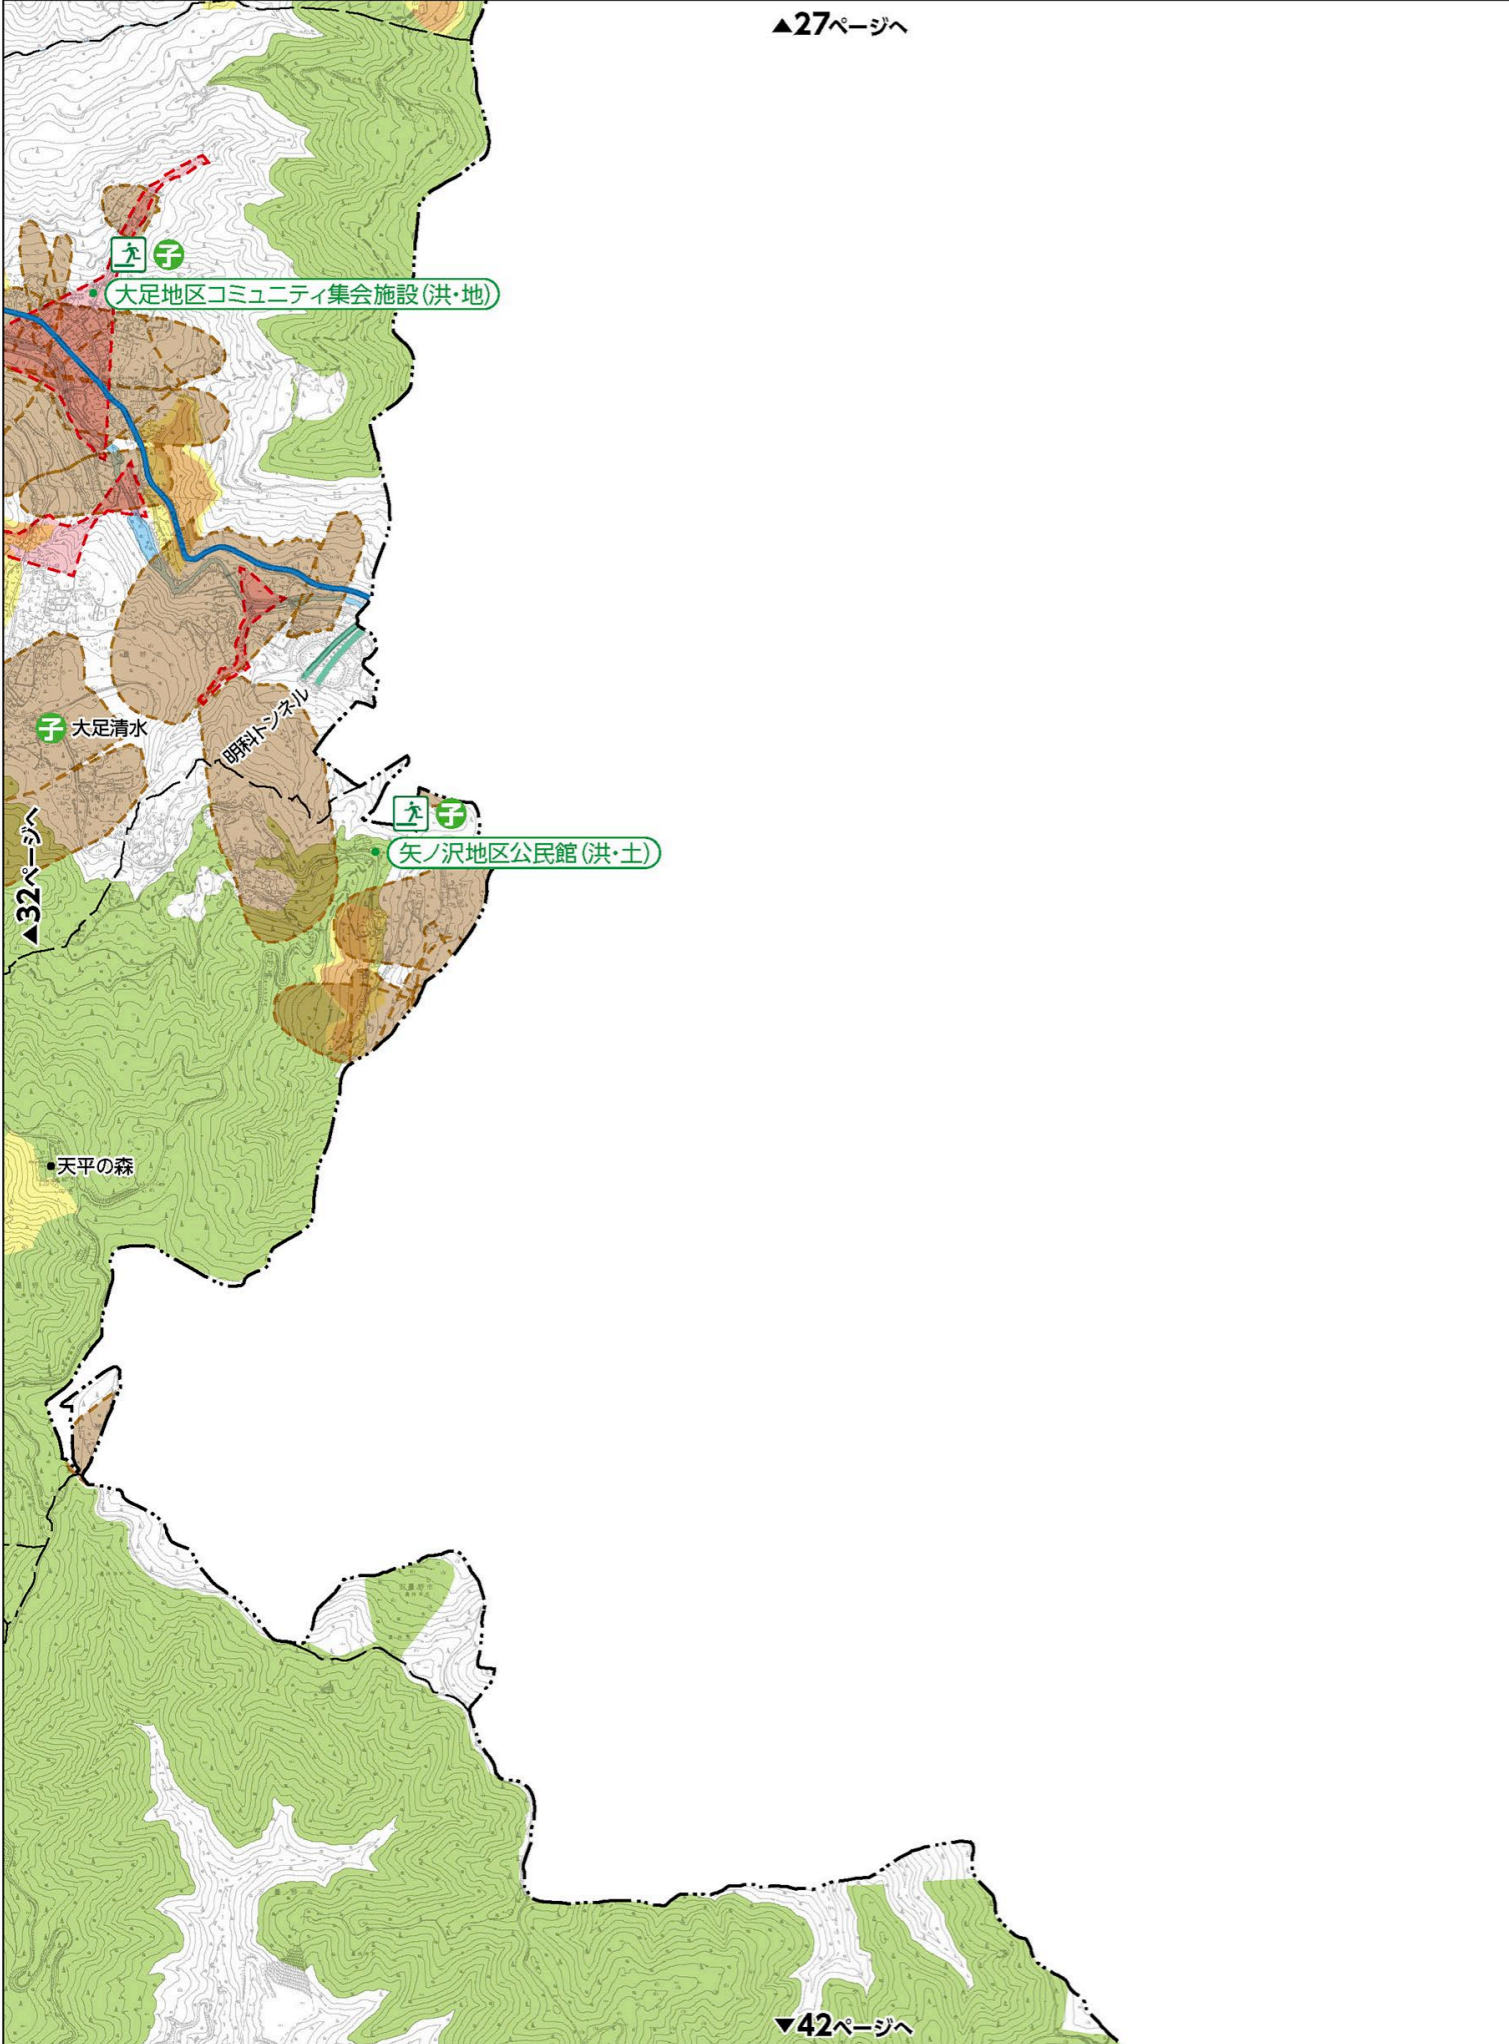 ▲27ページへ
子
大足地区コミュニティ集会施設(洪・地)
明科トンネル
子 大足清水
子
矢ノ沢地区公民館(洪・土)
▲32ページへ
天平の森
▼42ページへ